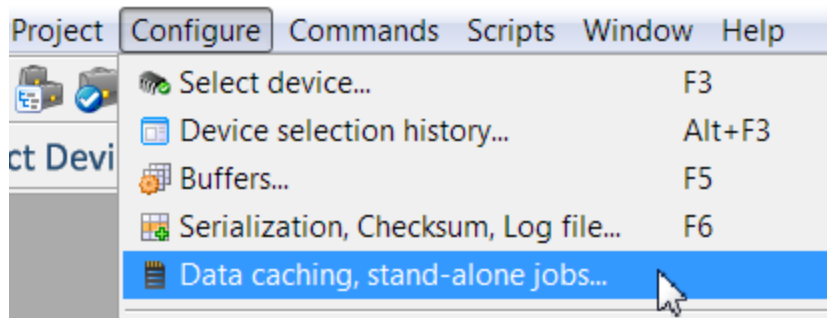 Project Configure Commands Scripts Window Help
Select device... F3
Device selection history... Alt+F3
ct Devi
Buffers... F5
Serialization, Checksum, Log file... F6
Data caching, stand-alone jobs...